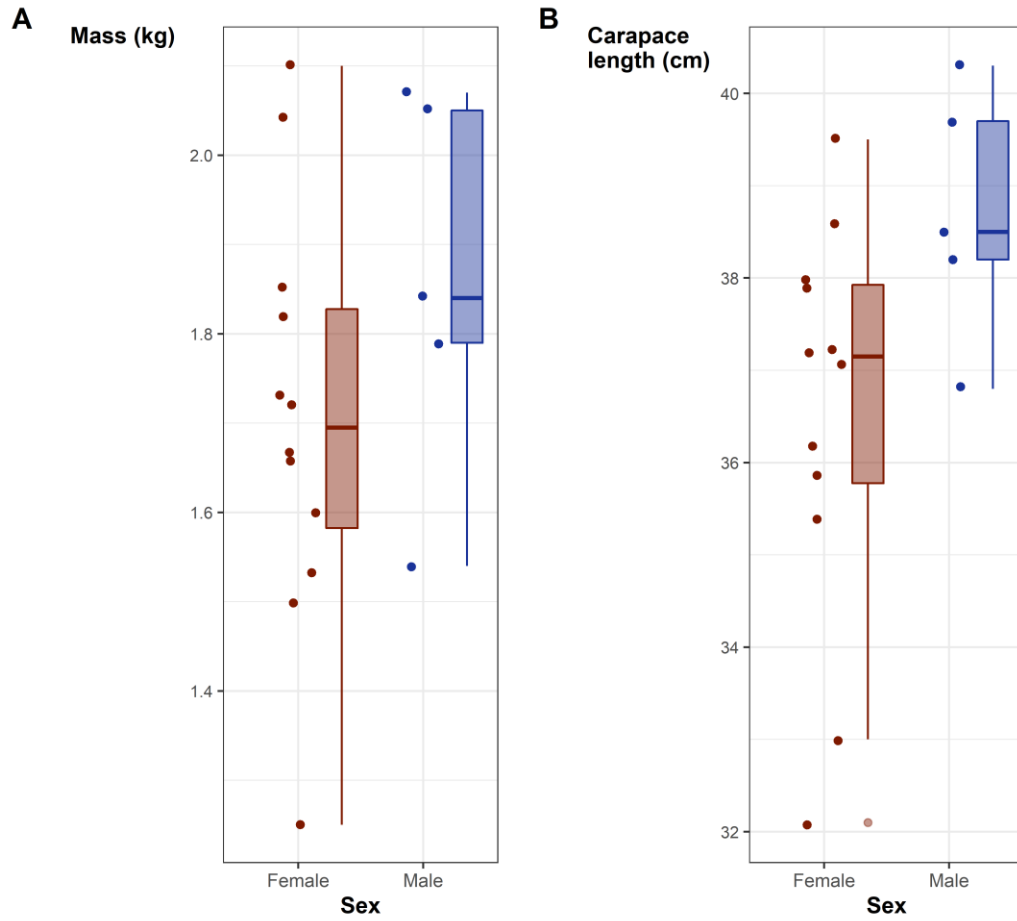 A
Mass (kg)
2.0
1.8
1.6
1.4
Female
Male
Sex
B
Carapace
length (cm)
40
38
36
34
32
Female
Male
Sex